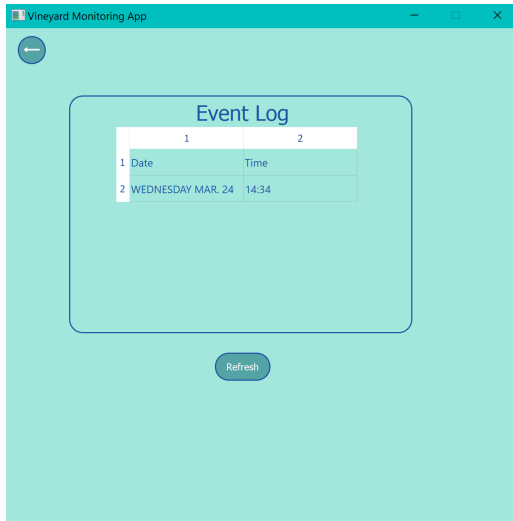 Vineyard Monitoring App
Event Log
1 2
1 Date Time
2 WEDNESDAY MAR. 24 14:34
Refresh